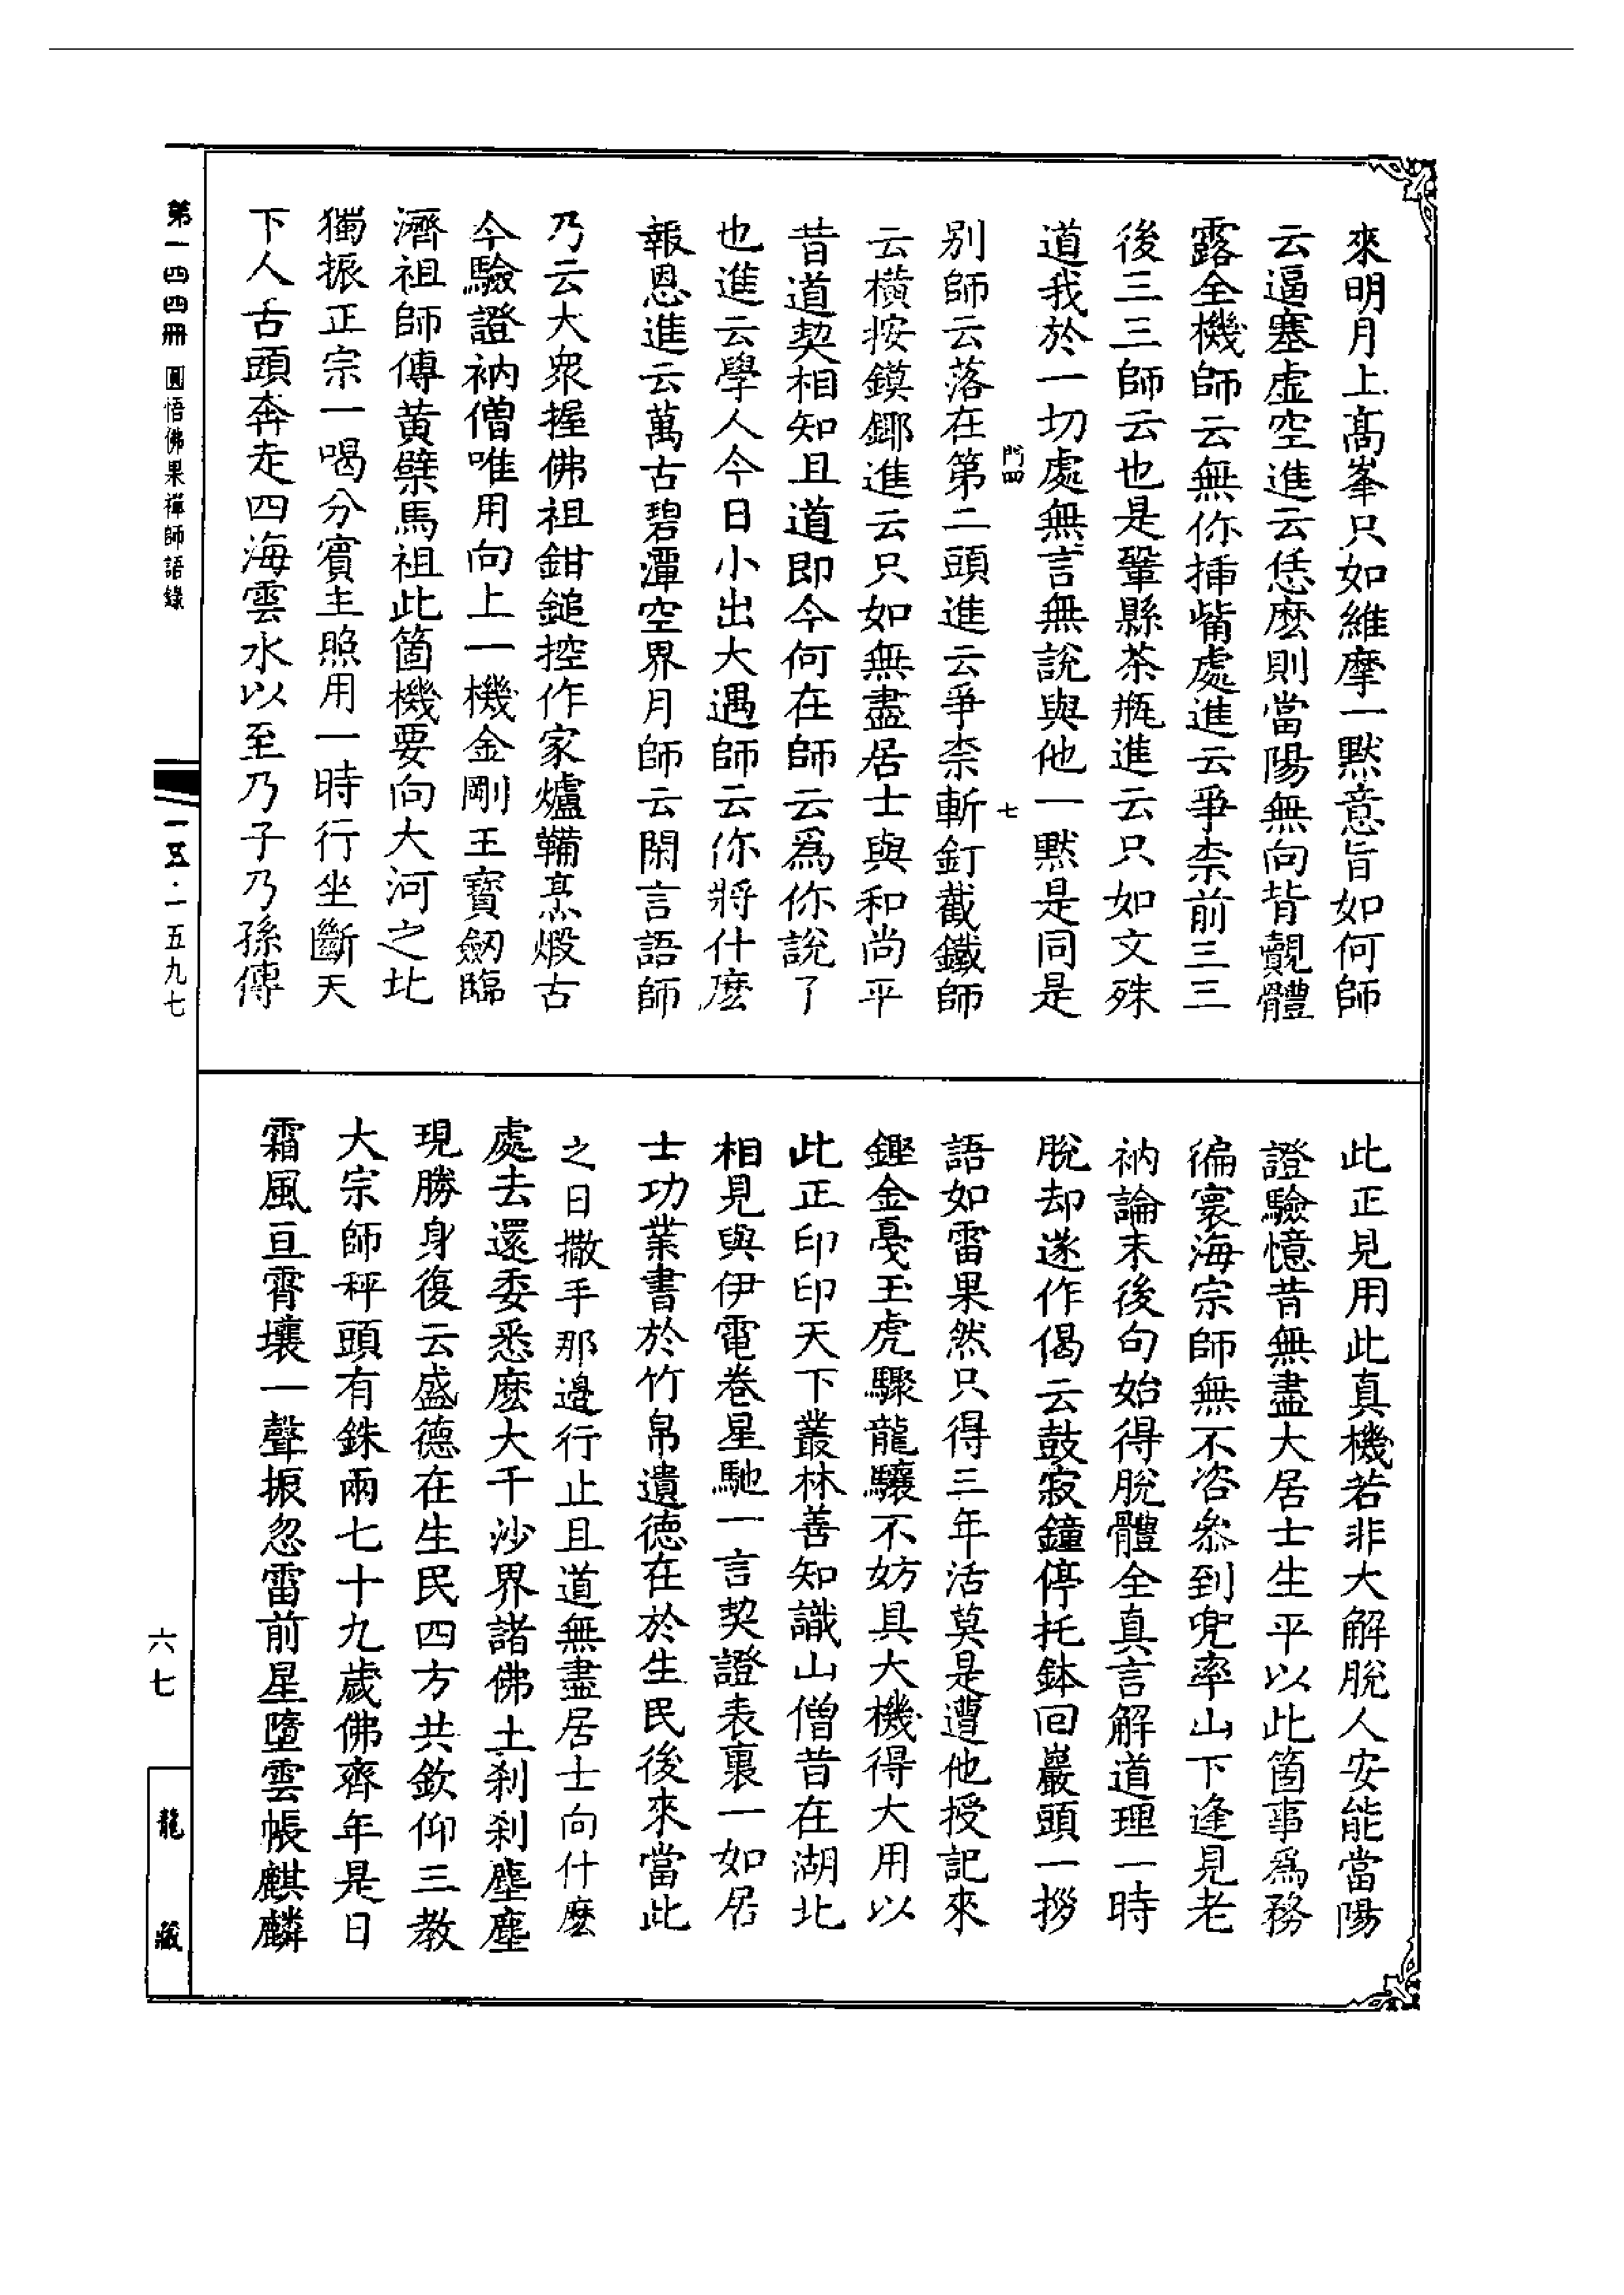 來明月上高峯只如維摩一默意旨如何師
云逼塞虛空進云恁麽則當陽無向背覿體
露全機師云無你揷觜處進云爭柰前三三
後三三師云也是鞏縣茶瓶進云只如文殊
道我於一切處無言無說與他一默是同是
門四
七
别師云落在第二頭進云爭柰斬釘截鐵師
云橫按鏌鎁進云只如無盡居士與和尚平
昔道契相知且道即今何在師云爲你說了
也進云學人今日小出大遇師云你將什麽
報恩進云萬古碧潭空界月師云閑言語師
乃云大衆握佛祖鉗鎚控作家爐鞴烹煅古
今驗證衲僧唯用向上一機金剛王寶劒臨
濟祖師傳黄檗馬祖此箇機要向大河之北
獨振正宗一喝分賓主照用一時行坐斷天
下人舌頭奔走四海雲水以至乃子乃孫傳
此正見用此真機若非大解脫人安能當陽
證驗憶昔無盡大居士生平以此箇事爲務
徧寰海宗師無不咨叅到兜率山下逢見老
衲論末後句始得脫體全真言解道理一時
脫却遂作偈云鼓寂鐘停托鉢回巖頭一拶
語如雷果然只得三年活莫是遭他授記來
鏗金戞玉虎驟龍驤不妨具大機得大用以
此正印印天下叢林善知識山僧昔在湖北
相見與伊電卷星馳一言契證表裏一如居
士功業書於竹帛遺德在於生民後來當此
之日撒手那邊行止且道無盡居士向什麽
處去還委悉麽大千沙界諸佛土刹刹塵塵
現勝身復云盛德在生民四方共欽仰三教
大宗師秤頭有銖兩七十九歲佛齊年是日
霜風亘霄壤一聲振忽雷前星墮雲帳麒麟
第一四四冊 圓悟佛果禪師語錄
一五·一五九七
六七
龍藏